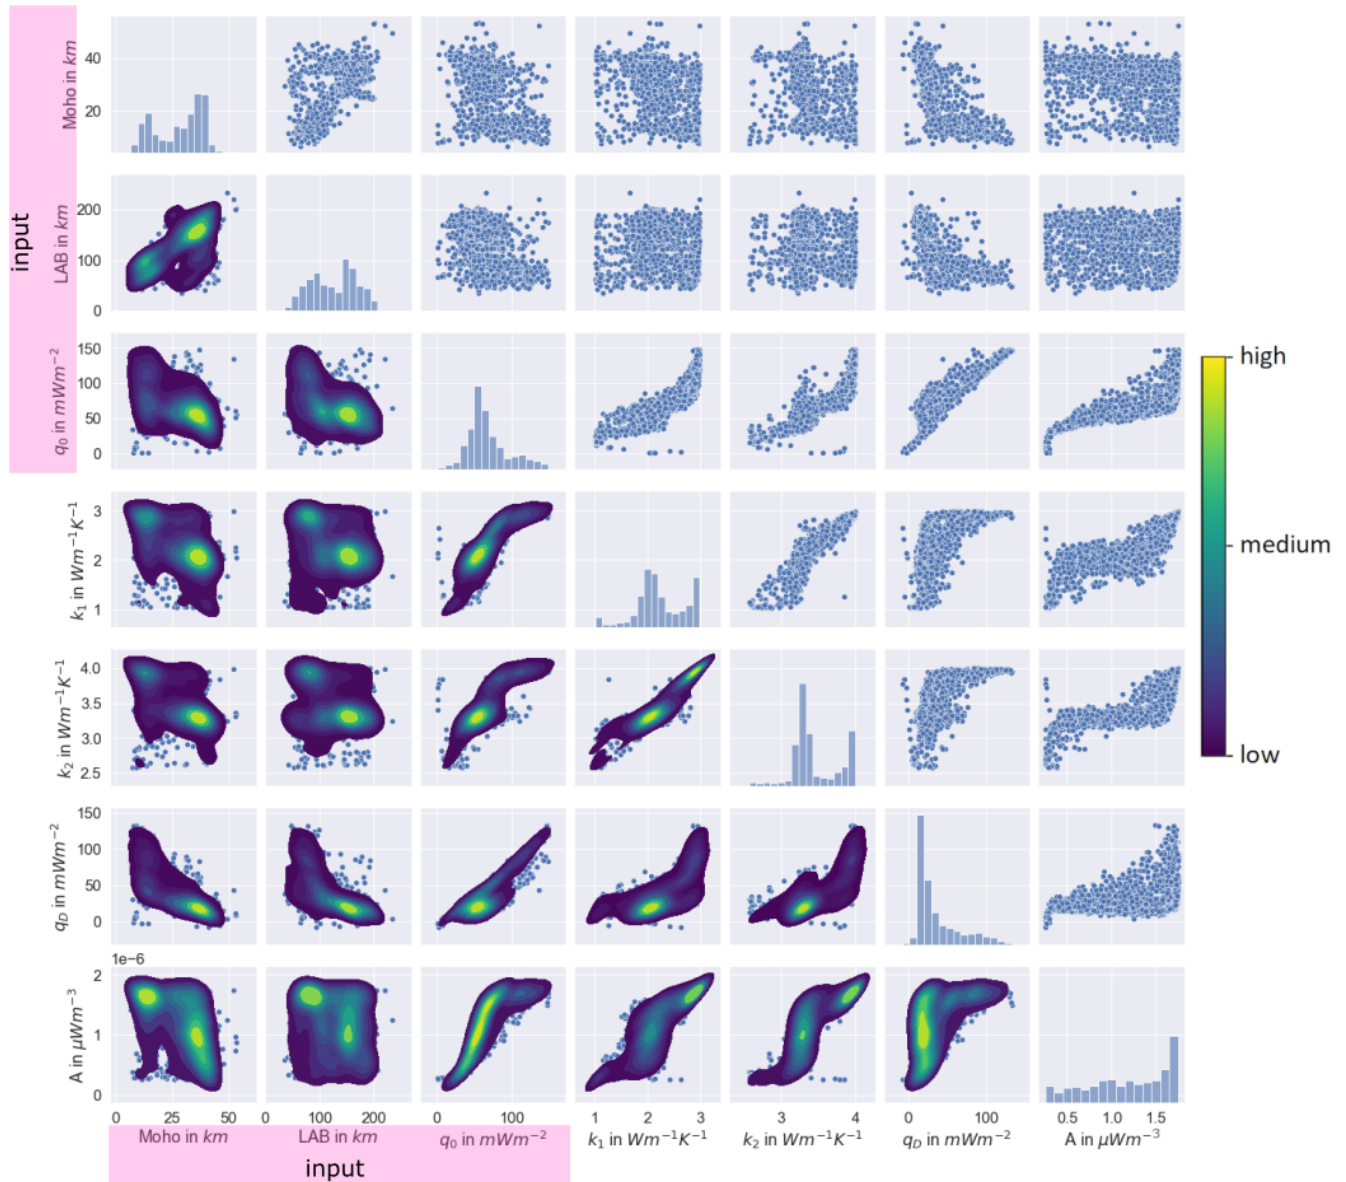 input
Moho in km
40
20
LAB in km
200
100
0
q₀ in mWm⁻²
150
100
50
0
high
medium
low
k₁ in Wm⁻¹K⁻¹
3
2
1
k₂ in Wm⁻¹K⁻¹
4.0
3.5
3.0
2.5
q_D in mWm⁻²
150
100
50
0
1e−6
A in μWm⁻³
2
1
0
0 25 50 0 100 200 0 100 1 2 3 3 4 0 100 0.5 1.0 1.5
Moho in km LAB in km q₀ in mWm⁻² k₁ in Wm⁻¹K⁻¹ k₂ in Wm⁻¹K⁻¹ q_D in mWm⁻² A in μWm⁻³
input